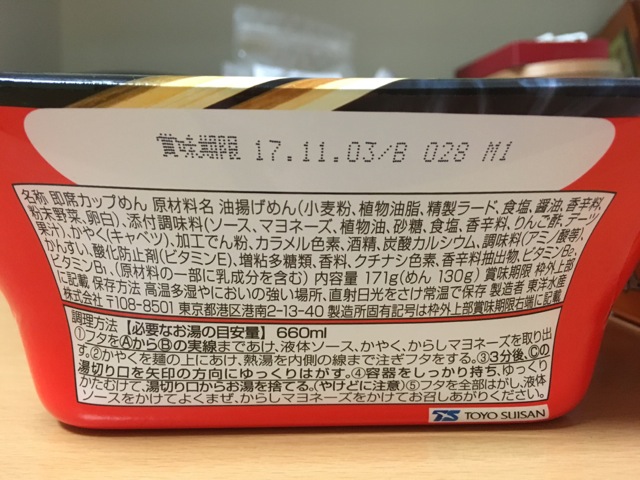 賞味期限 17.11.03/B 028 M1
名称 即席カップめん 原材料名 油揚げめん(小麦粉、植物油脂、精製ラード、食塩、醤油、香辛料、
粉末野菜、卵白)、添付調味料(ソース、マヨネーズ、植物油、砂糖、食塩、香辛料、りんご酢、デーツ
果汁)、かやく(キャベツ)、加工でん粉、カラメル色素、酒精、炭酸カルシウム、調味料(アミノ酸等)、
かんすい、酸化防止剤(ビタミンE)、増粘多糖類、香料、クチナシ色素、香辛料抽出物、ビタミンB₂、
ビタミンB₁、(原材料の一部に乳成分を含む) 内容量 171g(めん 130g) 賞味期限 枠外上部
に記載 保存方法 高温多湿やにおいの強い場所、直射日光をさけ常温で保存 製造者 東洋水産
株式会社 〒108-8501 東京都港区港南2-13-40 製造所固有記号は枠外上部賞味期限右端に記載
調理方法 【必要なお湯の目安量】 660ml
①フタをⒶからⒷの実線まであけ、液体ソース、かやく、からしマヨネーズを取り出
す。②かやくを麺の上にあけ、熱湯を内側の線まで注ぎフタをする。③3分後、Ⓒの
湯切り口を矢印の方向にゆっくりはがす。④容器をしっかり持ち、ゆっくり
かたむけて、湯切り口からお湯を捨てる。(やけどに注意)⑤フタを全部はがし、液体
ソースをかけてよくまぜ、からしマヨネーズをかけてお召しあがりください。
TOYO SUISAN